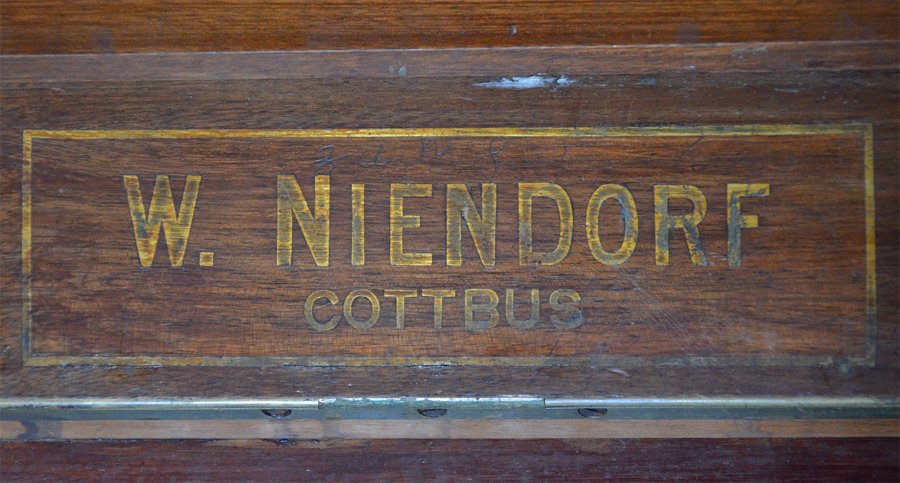 W. NIENDORF
COTTBUS